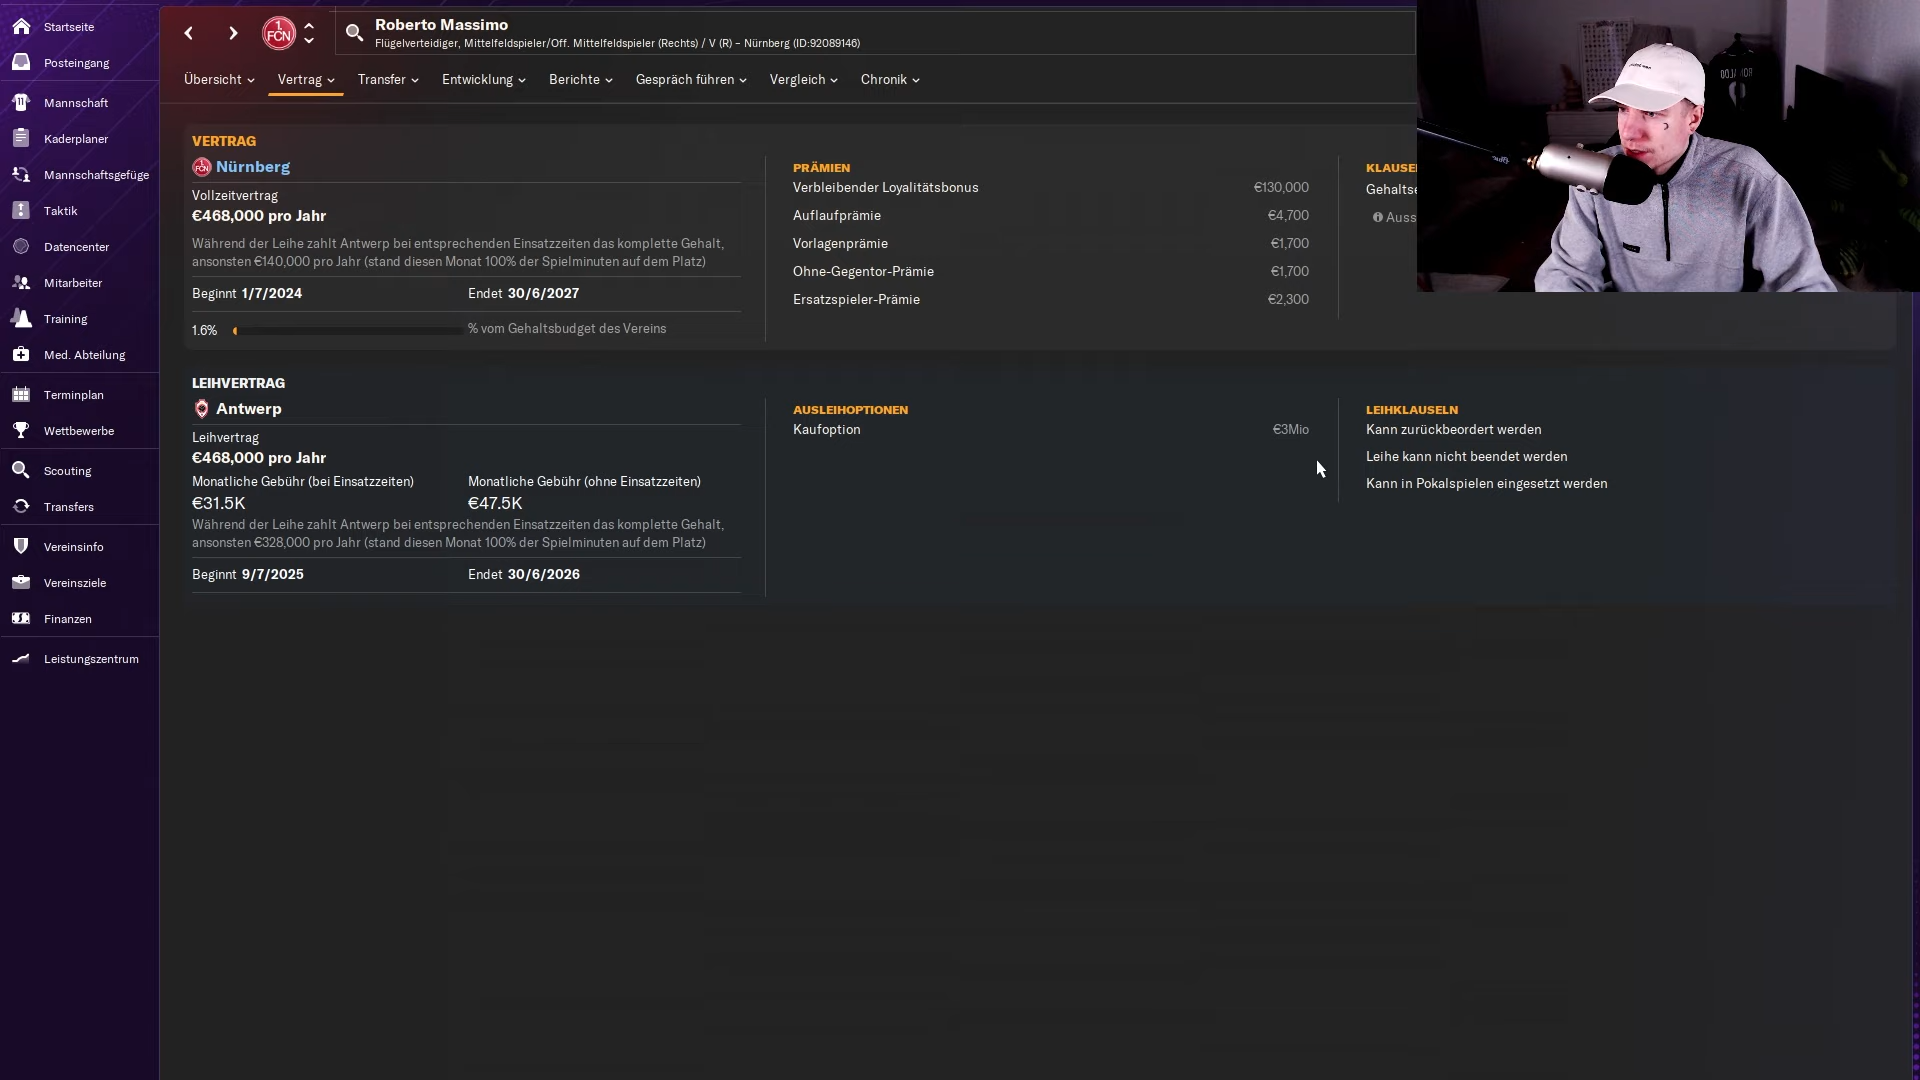 Startseite
Posteingang
Mannschaft
Kaderplaner
Mannschaftsgefüge
Taktik
Datencenter
Mitarbeiter
Training
Med. Abteilung
Terminplan
Wettbewerbe
Scouting
Transfers
Vereinsinfo
Vereinsziele
Finanzen
Leistungszentrum
1. FCN
Roberto Massimo
Flügelverteidiger, Mittelfeldspieler/Off. Mittelfeldspieler (Rechts) / V (R) - Nürnberg (ID:92089146)
Übersicht Vertrag Transfer Entwicklung Berichte Gespräch führen Vergleich Chronik
VERTRAG
Nürnberg
Vollzeitvertrag
€468,000 pro Jahr
Während der Leihe zahlt Antwerp bei entsprechenden Einsatzzeiten das komplette Gehalt,
ansonsten €140,000 pro Jahr (stand diesen Monat 100% der Spielminuten auf dem Platz)
Beginnt 1/7/2024 Endet 30/6/2027
1.6% % vom Gehaltsbudget des Vereins
PRÄMIEN
Verbleibender Loyalitätsbonus €130,000
Auflaufprämie €4,700
Vorlagenprämie €1,700
Ohne-Gegentor-Prämie €1,700
Ersatzspieler-Prämie €2,300
KLAUSE
Gehaltse
Auss
LEIHVERTRAG
Antwerp
Leihvertrag
€468,000 pro Jahr
Monatliche Gebühr (bei Einsatzzeiten) Monatliche Gebühr (ohne Einsatzzeiten)
€31.5K €47.5K
Während der Leihe zahlt Antwerp bei entsprechenden Einsatzzeiten das komplette Gehalt,
ansonsten €328,000 pro Jahr (stand diesen Monat 100% der Spielminuten auf dem Platz)
Beginnt 9/7/2025 Endet 30/6/2026
AUSLEIHOPTIONEN
Kaufoption €3Mio
LEIHKLAUSELN
Kann zurückbeordert werden
Leihe kann nicht beendet werden
Kann in Pokalspielen eingesetzt werden